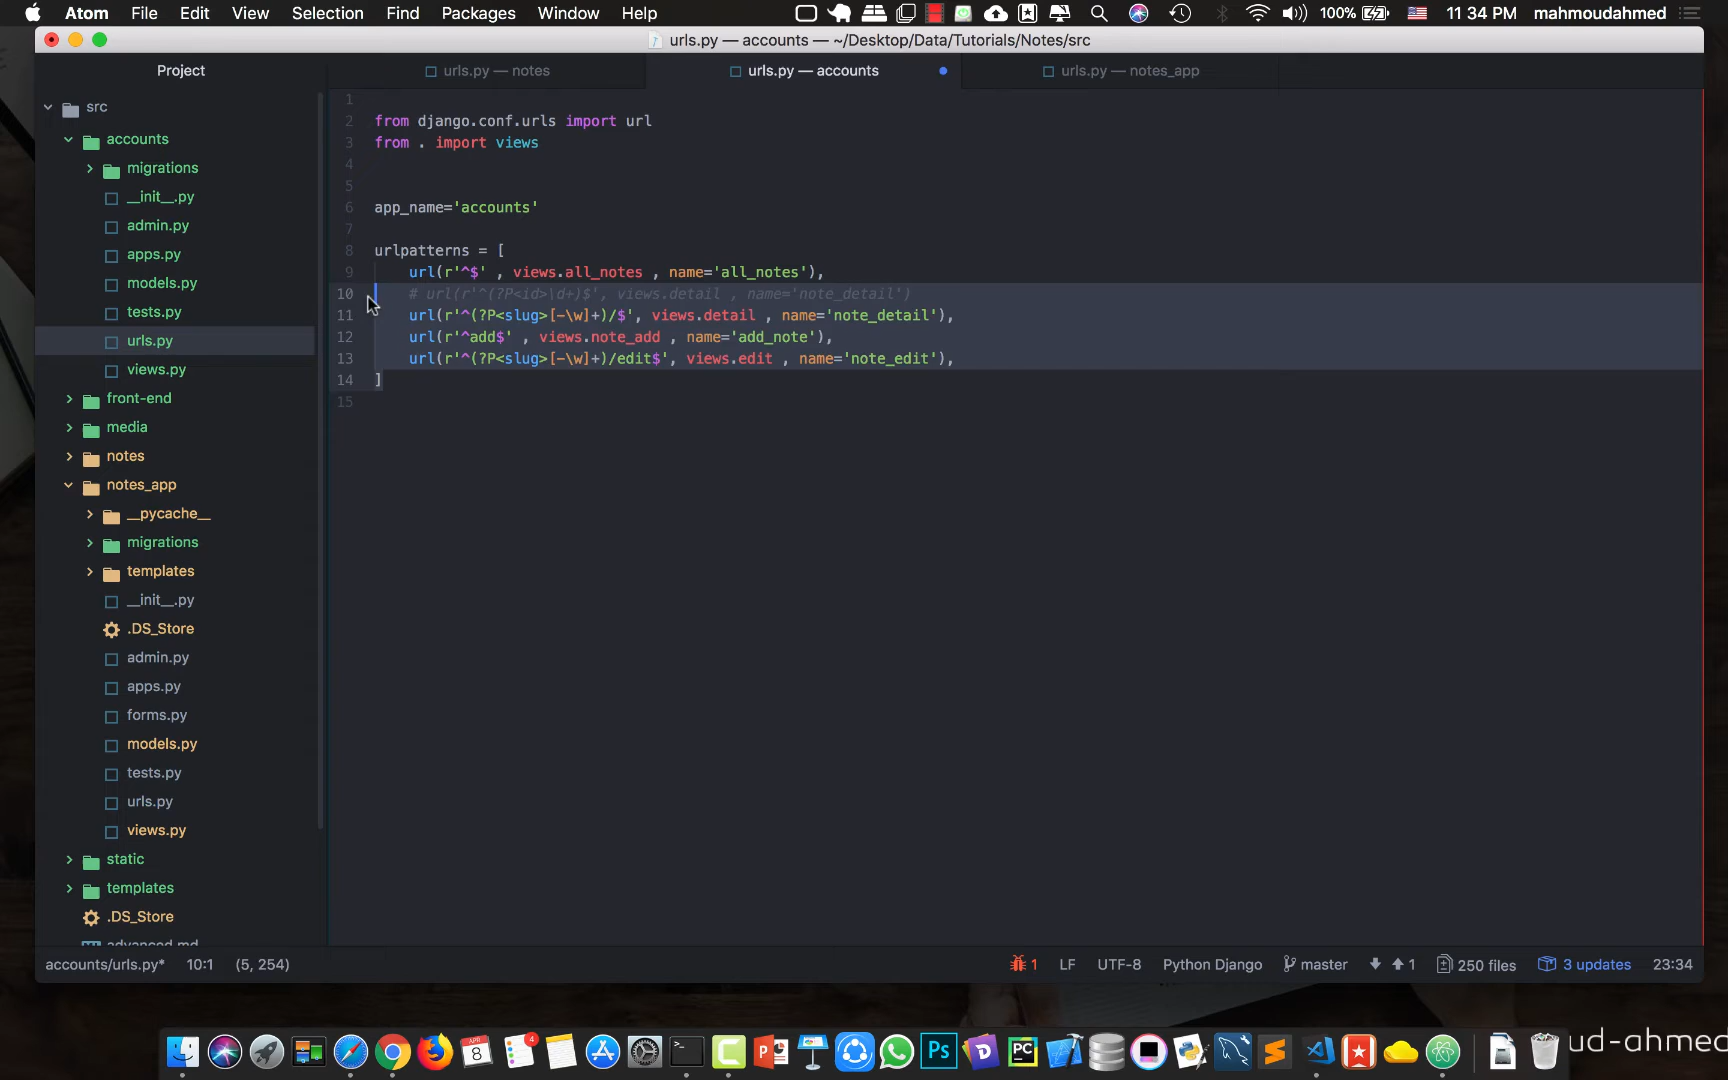 Atom File Edit View Selection Find Packages Window Help 100% 11:34 PM mahmoudahmed
urls.py — accounts — ~/Desktop/Data/Tutorials/Notes/src
Project
urls.py — notes
urls.py — accounts
urls.py — notes_app
src
accounts
migrations
__init__.py
admin.py
apps.py
models.py
tests.py
urls.py
views.py
front-end
media
notes
notes_app
__pycache__
migrations
templates
__init__.py
.DS_Store
admin.py
apps.py
forms.py
models.py
tests.py
urls.py
views.py
static
templates
.DS_Store
advanced.md
1
2 from django.conf.urls import url
3 from . import views
4
5
6 app_name='accounts'
7
8 urlpatterns = [
9 url(r'^$' , views.all_notes , name='all_notes'),
10 # url(r'^(?P<id>\d+)$', views.detail , name='note_detail')
11 url(r'^(?P<slug>[-\w]+)/$', views.detail , name='note_detail'),
12 url(r'^add$' , views.note_add , name='add_note'),
13 url(r'^(?P<slug>[-\w]+)/edit$', views.edit , name='note_edit'),
14 ]
15
accounts/urls.py* 10:1 (5, 254) 1 LF UTF-8 Python Django master 1 250 files 3 updates 23:34
APR
8
4
Ps
PC
ud-ahmed